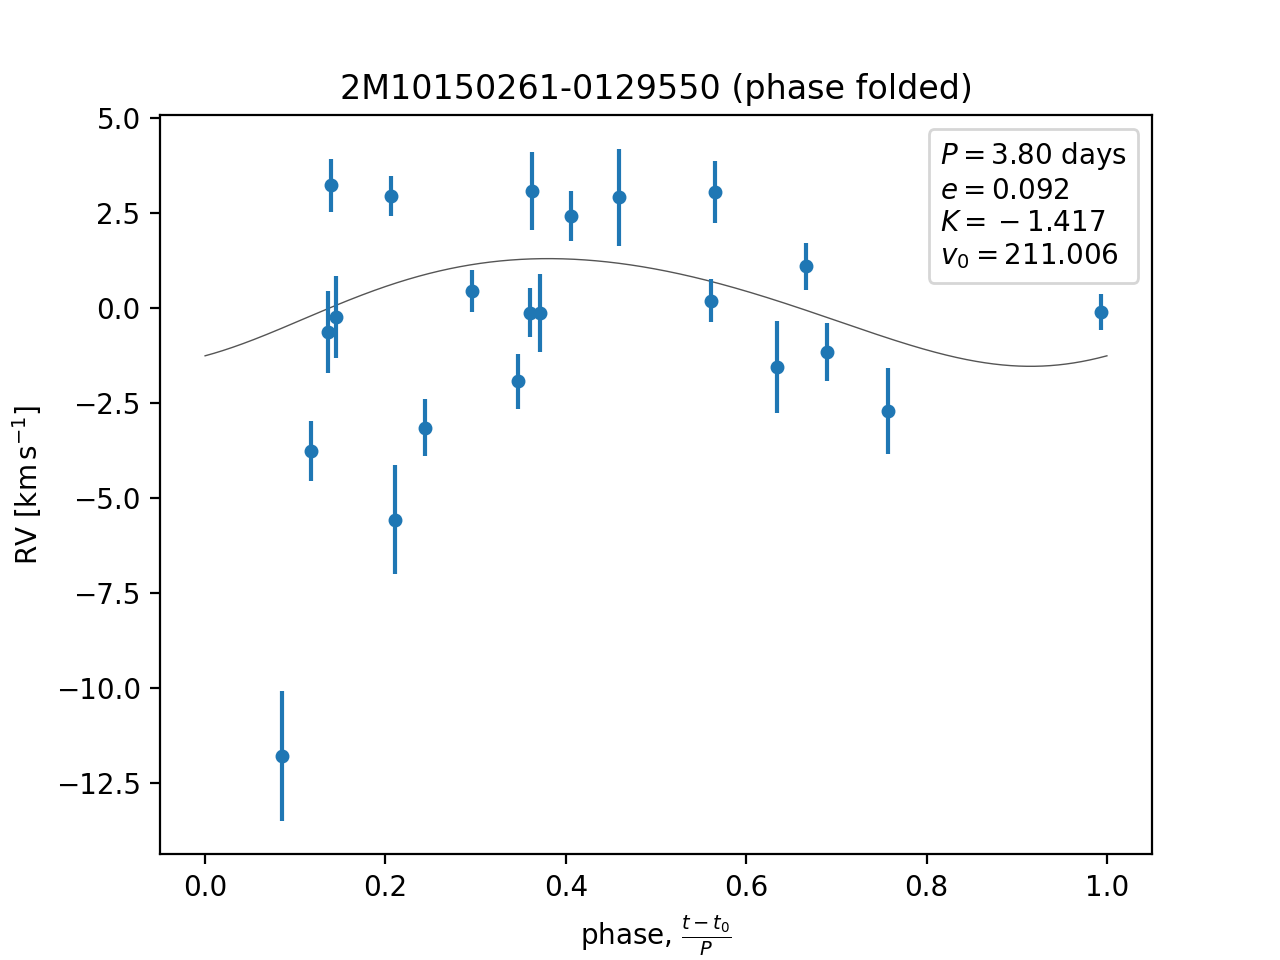 2M10150261-0129550 (phase folded)
P = 3.80 days
e = 0.092
K = −1.417
v₀ = 211.006
5.0
2.5
0.0
−2.5
−5.0
−7.5
−10.0
−12.5
RV [km s⁻¹]
0.0 0.2 0.4 0.6 0.8 1.0
phase, (t − t₀)/P